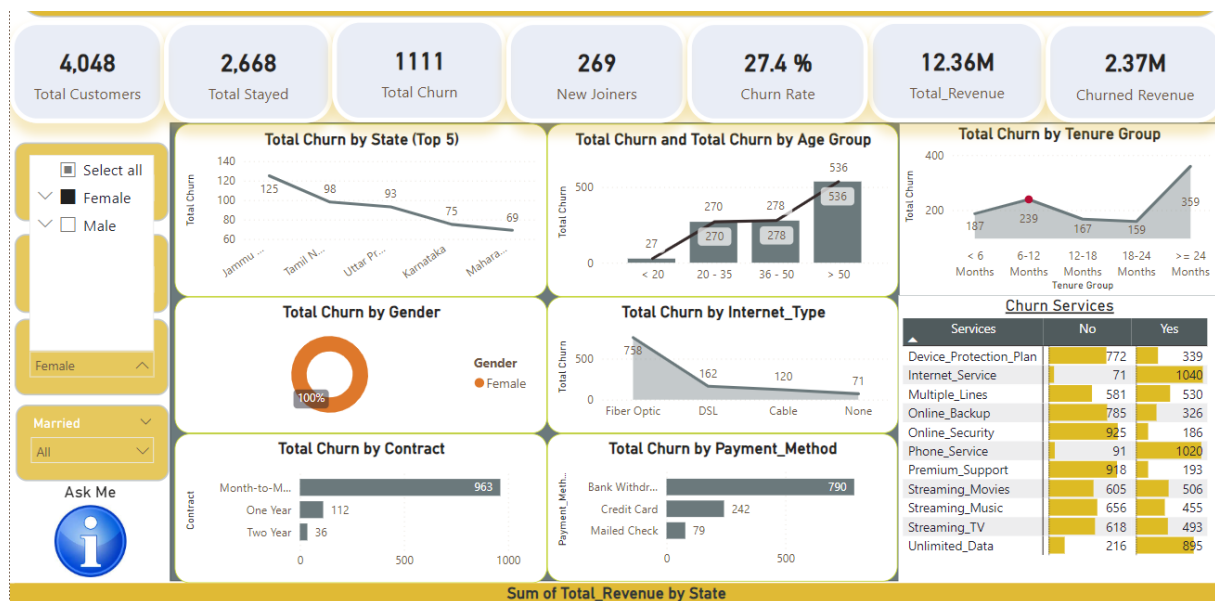 4,048
Total Customers
2,668
Total Stayed
1111
Total Churn
269
New Joiners
27.4 %
Churn Rate
12.36M
Total_Revenue
2.37M
Churned Revenue
Select all
Female
Male
Female
Married
All
Ask Me
Total Churn by State (Top 5)
Total Churn
140
120
100
80
60
125
98
93
75
69
Jammu ...
Tamil N...
Uttar Pr...
Karnataka
Mahara...
Total Churn and Total Churn by Age Group
Total Churn
500
0
27
270
270
278
278
536
536
< 20
20 - 35
36 - 50
> 50
Total Churn by Tenure Group
Total Churn
400
200
187
239
167
159
359
< 6 Months
6-12 Months
12-18 Months
18-24 Months
>= 24 Months
Tenure Group
Total Churn by Gender
100%
Gender
Female
Total Churn by Internet_Type
Total Churn
500
0
758
162
120
71
Fiber Optic
DSL
Cable
None
Churn Services
Services No Yes
Device_Protection_Plan 772 339
Internet_Service 71 1040
Multiple_Lines 581 530
Online_Backup 785 326
Online_Security 925 186
Phone_Service 91 1020
Premium_Support 918 193
Streaming_Movies 605 506
Streaming_Music 656 455
Streaming_TV 618 493
Unlimited_Data 216 895
Total Churn by Contract
Contract
Month-to-M... 963
One Year 112
Two Year 36
0 500 1000
Total Churn by Payment_Method
Payment_Meth...
Bank Withdr... 790
Credit Card 242
Mailed Check 79
0 500
Sum of Total_Revenue by State